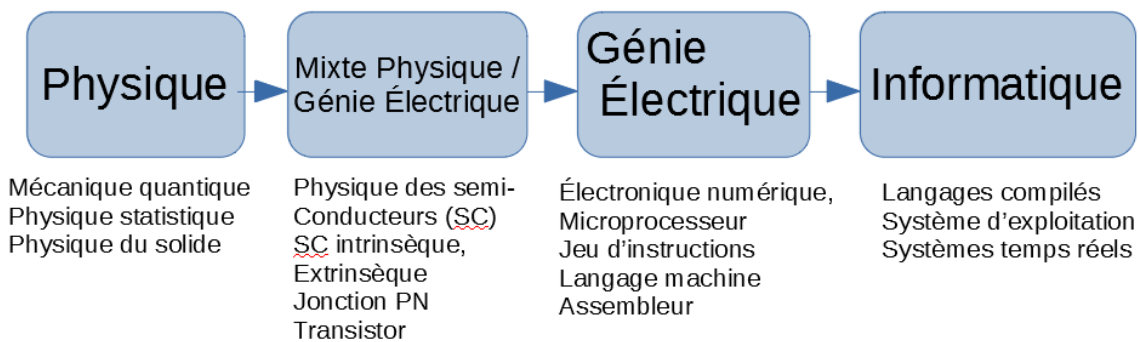 Physique
Mixte Physique /
Génie Électrique
Génie
Électrique
Informatique
Mécanique quantique
Physique statistique
Physique du solide
Physique des semi-
Conducteurs (SC)
SC intrinsèque,
Extrinsèque
Jonction PN
Transistor
Électronique numérique,
Microprocesseur
Jeu d’instructions
Langage machine
Assembleur
Langages compilés
Système d’exploitation
Systèmes temps réels